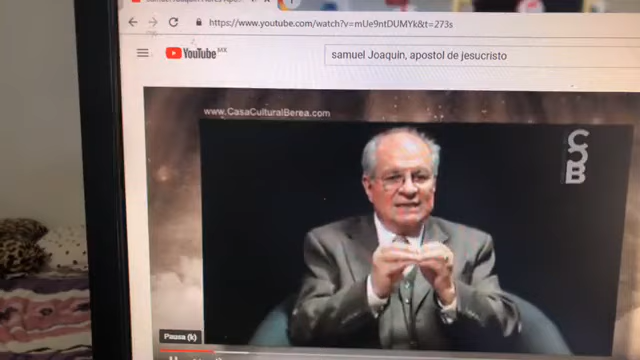 https://www.youtube.com/watch?v=mUe9ntDUMYk&t=273s
YouTube MX
samuel Joaquin, apostol de jesucristo
www.CasaCulturalBerea.com
CCB
Pausa (k)